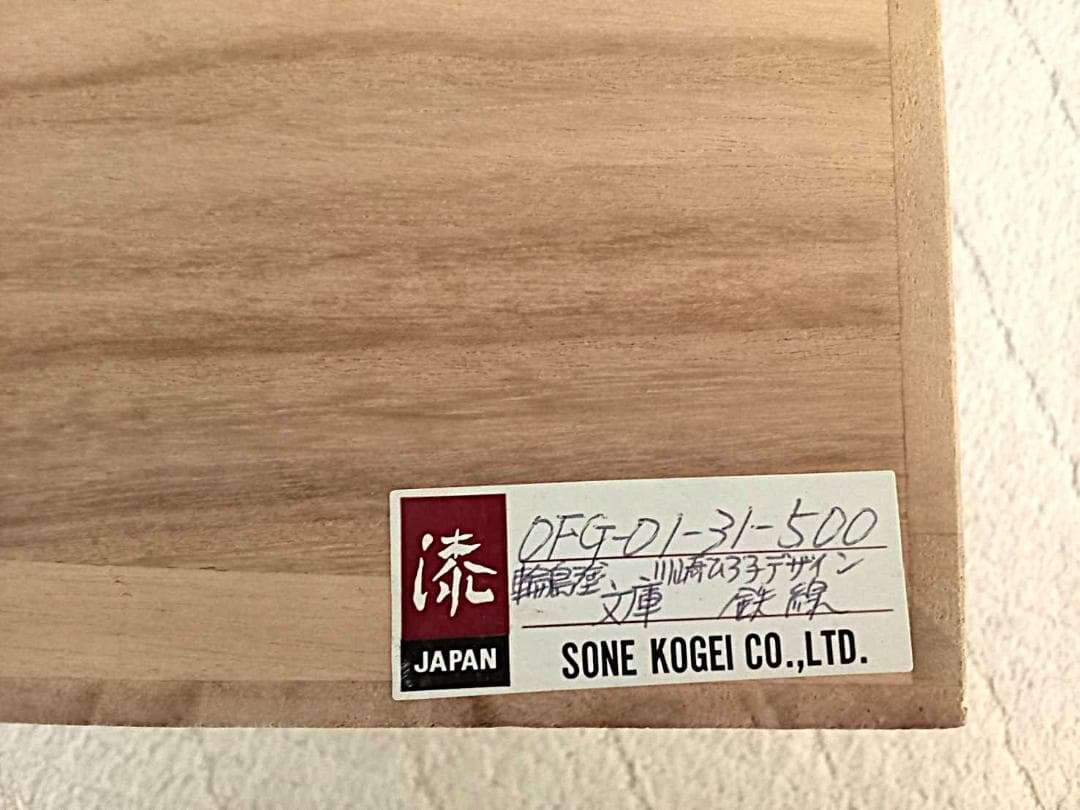 漆
JAPAN
OFG-01-31-500
輪島塗 川崎ひろ子デザイン
文庫 鉄線
SONE KOGEI CO.,LTD.